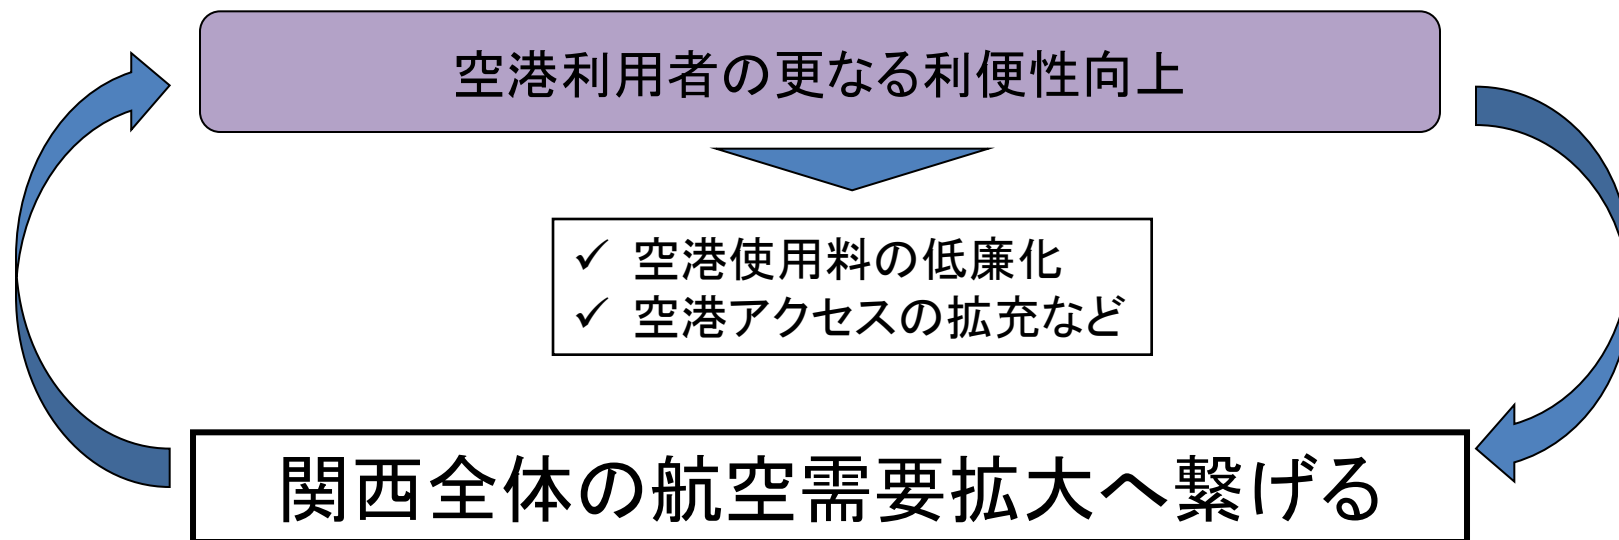 空港利用者の更なる利便性向上
✓ 空港使用料の低廉化
✓ 空港アクセスの拡充など
関西全体の航空需要拡大へ繋げる